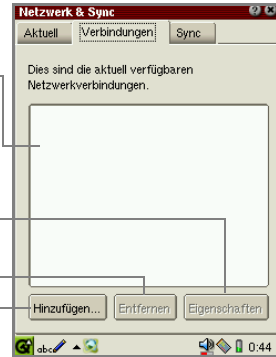 Netzwerk & Sync
Aktuell Verbindungen Sync
Dies sind die aktuell verfügbaren
Netzwerkverbindungen.
Hinzufügen... Entfernen Eigenschaften
abc 0:44